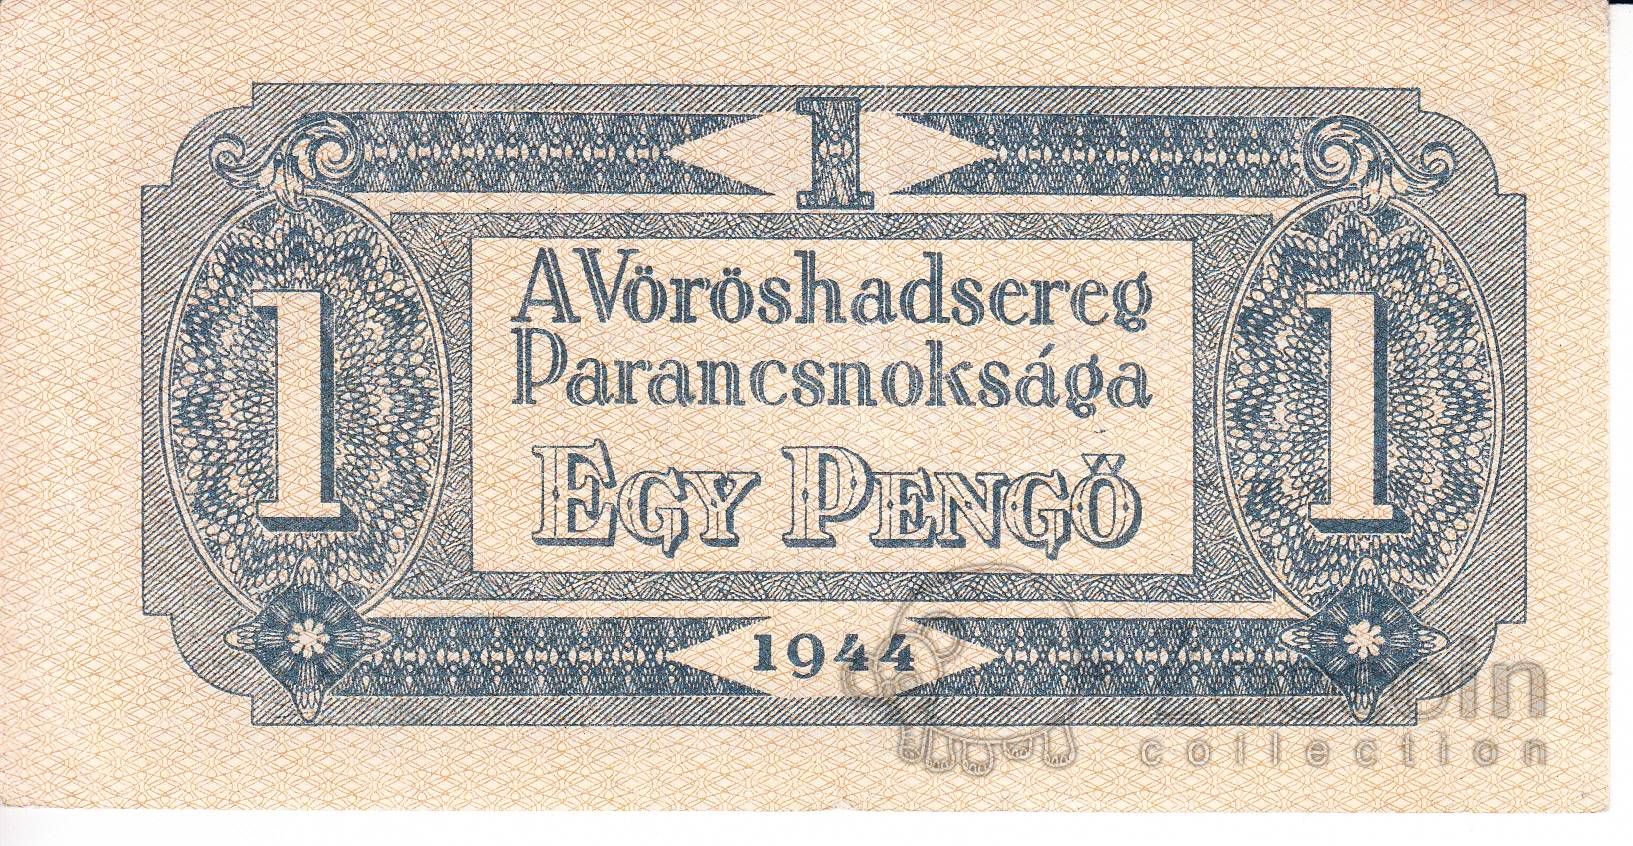 1
A Vöröshadsereg
Parancsnoksága
EGY PENGŐ
1
1
1944
collection